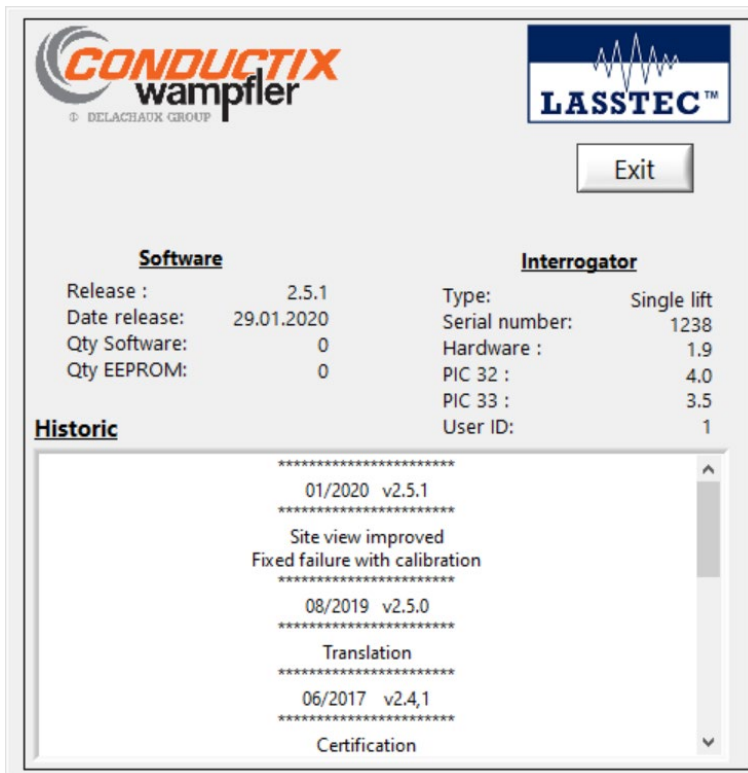 CONDUCTIX
wampfler
© DELACHAUX GROUP
LASSTEC™
Exit
Software
Release : 2.5.1
Date release: 29.01.2020
Qty Software: 0
Qty EEPROM: 0
Interrogator
Type: Single lift
Serial number: 1238
Hardware : 1.9
PIC 32 : 4.0
PIC 33 : 3.5
User ID: 1
Historic
***********************
01/2020 v2.5.1
***********************
Site view improved
Fixed failure with calibration
***********************
08/2019 v2.5.0
***********************
Translation
***********************
06/2017 v2.4,1
***********************
Certification